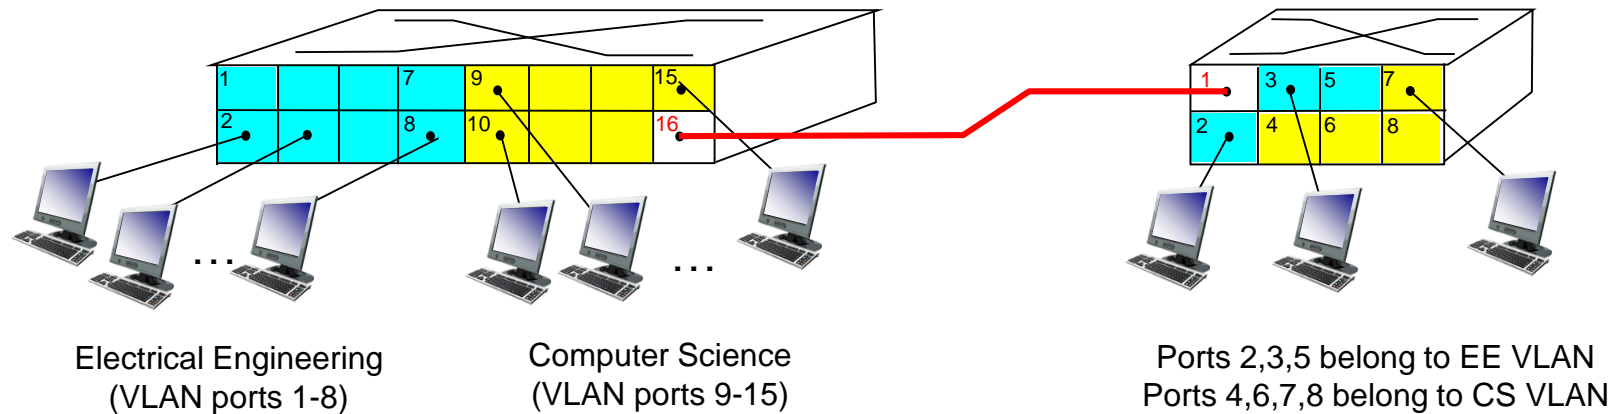 1 7 9 15
2 8 10 16
1 3 5 7
2 4 6 8
... ...
Electrical Engineering
(VLAN ports 1-8)
Computer Science
(VLAN ports 9-15)
Ports 2,3,5 belong to EE VLAN
Ports 4,6,7,8 belong to CS VLAN